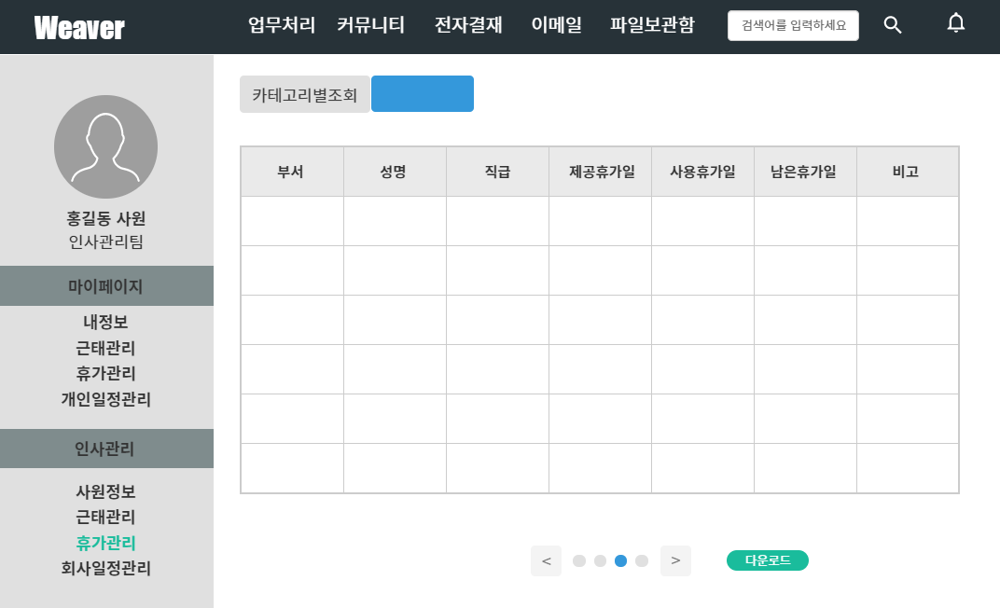 Weaver 업무처리 커뮤니티 전자결재 이메일 파일보관함 검색어를 입력하세요
홍길동 사원
인사관리팀
마이페이지
내정보
근태관리
휴가관리
개인일정관리
인사관리
사원정보
근태관리
휴가관리
회사일정관리
카테고리별조회
부서 성명 직급 제공휴가일 사용휴가일 남은휴가일 비고
< > 다운로드